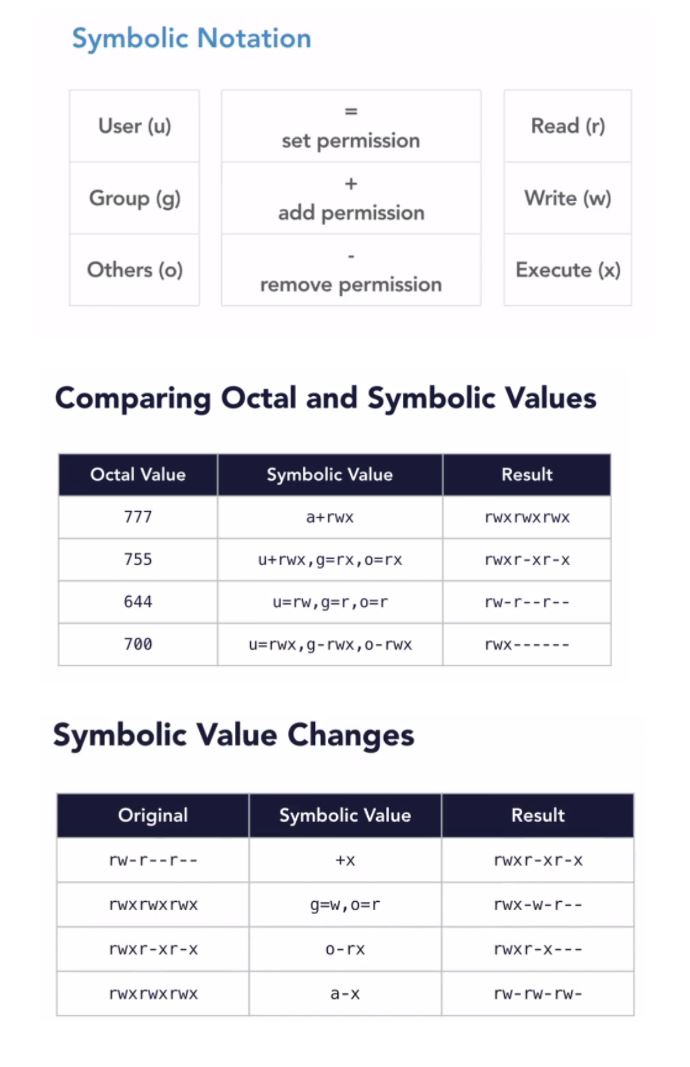 Symbolic Notation
User (u)
=
set permission
Read (r)
Group (g)
+
add permission
Write (w)
Others (o)
-
remove permission
Execute (x)
Comparing Octal and Symbolic Values
Octal Value Symbolic Value Result
777 a+rwx rwxrwxrwx
755 u+rwx,g=rx,o=rx rwxr-xr-x
644 u=rw,g=r,o=r rw-r--r--
700 u=rwx,g-rwx,o-rwx rwx------
Symbolic Value Changes
Original Symbolic Value Result
rw-r--r-- +x rwxr-xr-x
rwxrwxrwx g=w,o=r rwx-w-r--
rwxr-xr-x o-rx rwxr-x---
rwxrwxrwx a-x rw-rw-rw-